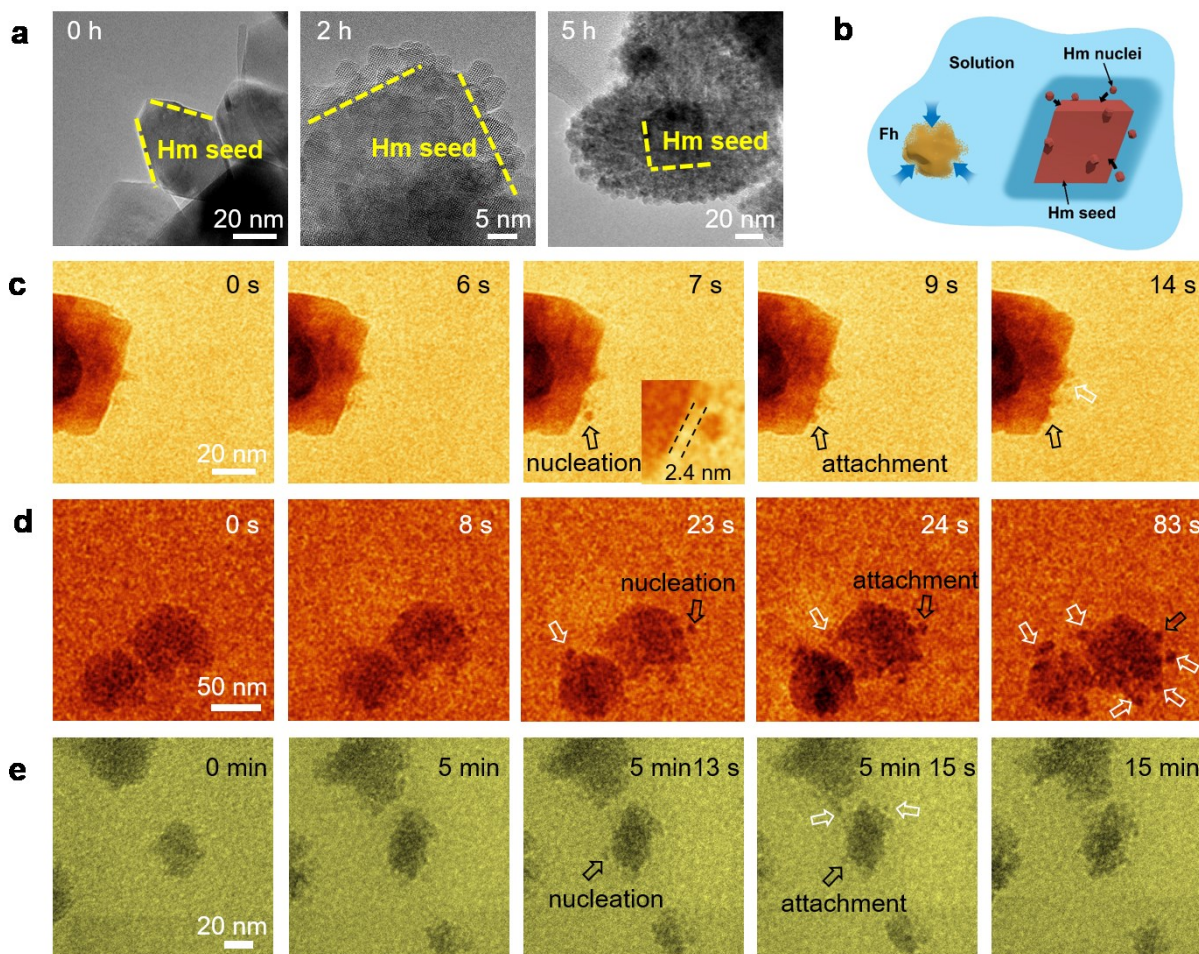 a
0 h
Hm seed
20 nm
2 h
Hm seed
5 nm
5 h
Hm seed
20 nm
b
Solution
Hm nuclei
Fh
Hm seed
c
0 s
20 nm
6 s
7 s
nucleation
2.4 nm
9 s
attachment
14 s
d
0 s
50 nm
8 s
23 s
nucleation
24 s
attachment
83 s
e
0 min
20 nm
5 min
5 min13 s
nucleation
5 min 15 s
attachment
15 min